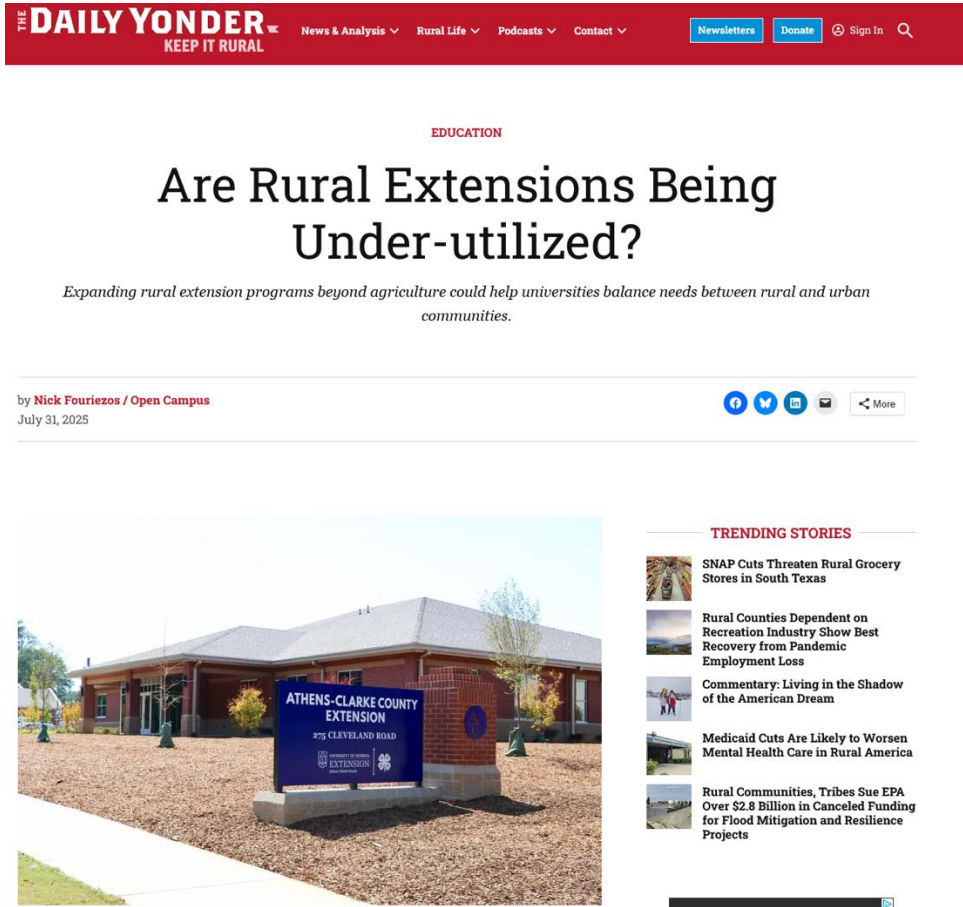 THE DAILY YONDER
KEEP IT RURAL
News & Analysis
Rural Life
Podcasts
Contact
Newsletters
Donate
Sign In
EDUCATION
Are Rural Extensions Being
Under-utilized?
Expanding rural extension programs beyond agriculture could help universities balance needs between rural and urban
communities.
by Nick Fouriezos / Open Campus
July 31, 2025
More
ATHENS-CLARKE COUNTY
EXTENSION
275 CLEVELAND ROAD
UNIVERSITY OF GEORGIA
EXTENSION
TRENDING STORIES
SNAP Cuts Threaten Rural Grocery
Stores in South Texas
Rural Counties Dependent on
Recreation Industry Show Best
Recovery from Pandemic
Employment Loss
Commentary: Living in the Shadow
of the American Dream
Medicaid Cuts Are Likely to Worsen
Mental Health Care in Rural America
Rural Communities, Tribes Sue EPA
Over $2.8 Billion in Canceled Funding
for Flood Mitigation and Resilience
Projects